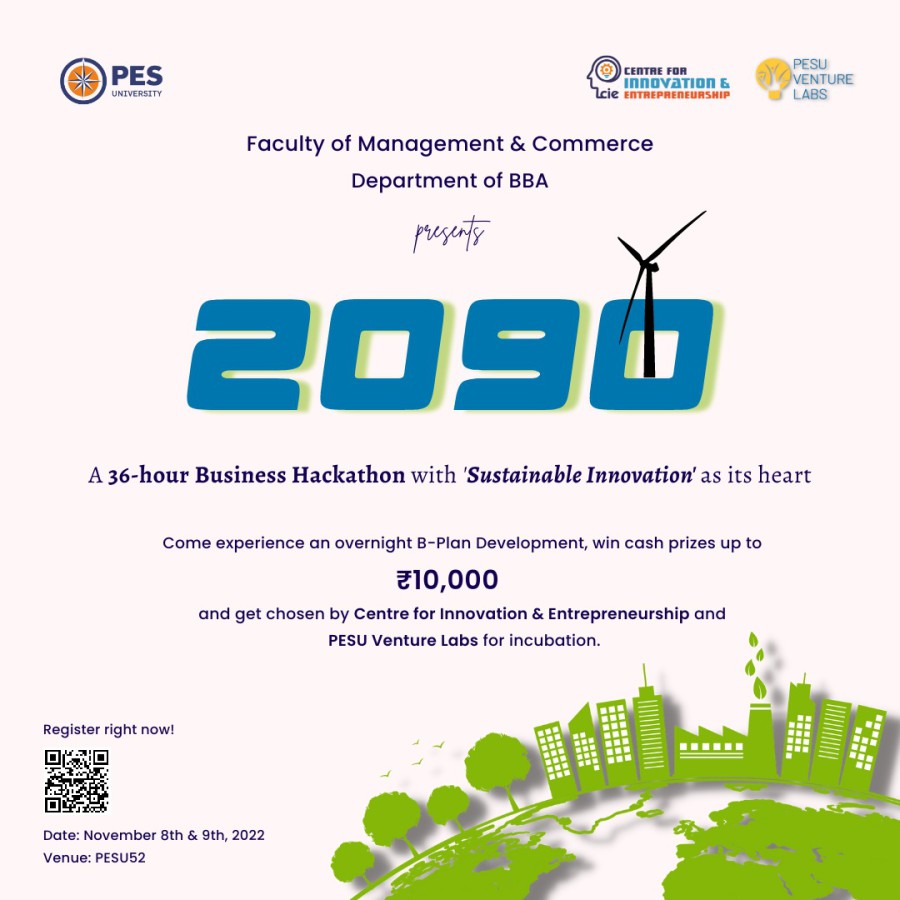 PES
UNIVERSITY
CENTRE FOR
INNOVATION &
ENTREPRENEURSHIP
cie
PESU
VENTURE
LABS
Faculty of Management & Commerce
Department of BBA
presents
2090
A 36-hour Business Hackathon with 'Sustainable Innovation' as its heart
Come experience an overnight B-Plan Development, win cash prizes up to
₹10,000
and get chosen by Centre for Innovation & Entrepreneurship and
PESU Venture Labs for incubation.
Register right now!
Date: November 8th & 9th, 2022
Venue: PESU52